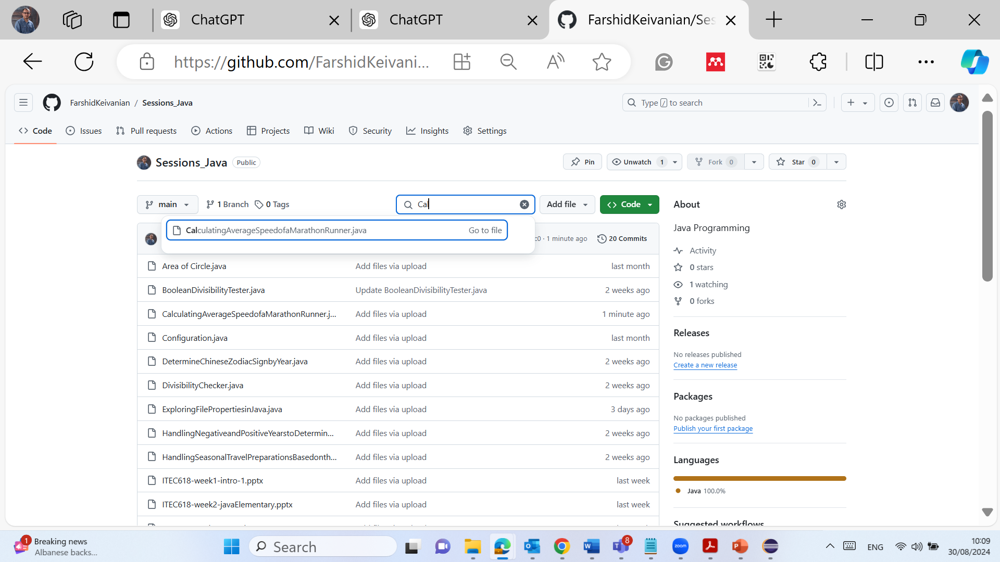 ChatGPT
ChatGPT
FarshidKeivanian/Ses
https://github.com/FarshidKeivani...
FarshidKeivanian / Sessions_Java
Type / to search
Code Issues Pull requests Actions Projects Wiki Security Insights Settings
Sessions_Java Public
Pin Unwatch 1 Fork 0 Star 0
main 1 Branch 0 Tags Cal Add file Code
CalculatingAverageSpeedofaMarathonRunner.java Go to file
c0 · 1 minute ago 20 Commits
Area of Circle.java Add files via upload last month
BooleanDivisibilityTester.java Update BooleanDivisibilityTester.java 2 weeks ago
CalculatingAverageSpeedofaMarathonRunner.j... Add files via upload 1 minute ago
Configuration.java Add files via upload last month
DetermineChineseZodiacSignbyYear.java Add files via upload 2 weeks ago
DivisibilityChecker.java Add files via upload 2 weeks ago
ExploringFilePropertiesinJava.java Add files via upload 3 days ago
HandlingNegativeandPositiveYearstoDetermin... Add files via upload 2 weeks ago
HandlingSeasonalTravelPreparationsBasedonth... Add files via upload 2 weeks ago
ITEC618-week1-intro-1.pptx Add files via upload last week
ITEC618-week2-javaElementary.pptx Add files via upload last week
About
Java Programming
Activity
0 stars
1 watching
0 forks
Releases
No releases published
Create a new release
Packages
No packages published
Publish your first package
Languages
Java 100.0%
Suggested workflows
1
Breaking news
Albanese backs...
Search
8
zoom
ENG
10:09
30/08/2024